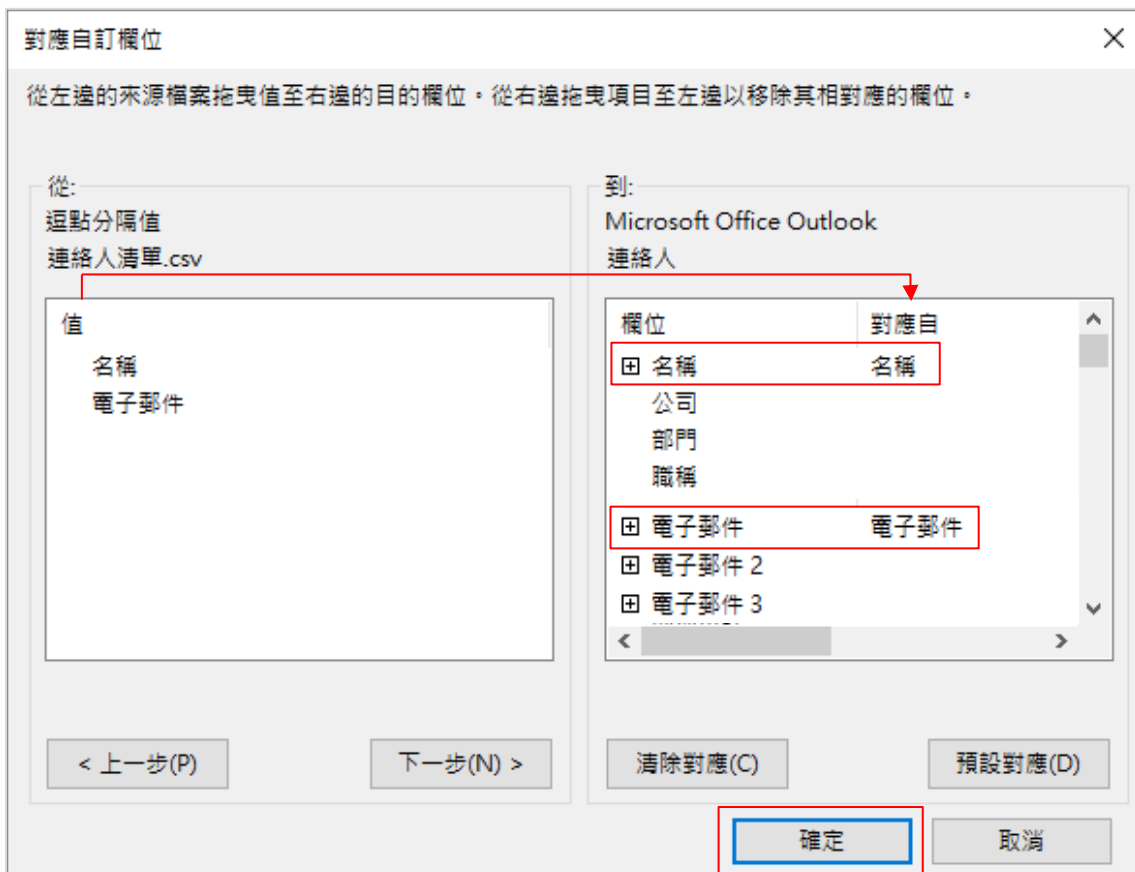 對應自訂欄位
從左邊的來源檔案拖曳值至右邊的目的欄位。從右邊拖曳項目至左邊以移除其相對應的欄位。
從:
逗點分隔值
連絡人清單.csv
值
名稱
電子郵件
< 上一步(P)
下一步(N) >
到:
Microsoft Office Outlook
連絡人
欄位 對應自
名稱 名稱
公司
部門
職稱
電子郵件 電子郵件
電子郵件 2
電子郵件 3
清除對應(C)
預設對應(D)
確定
取消